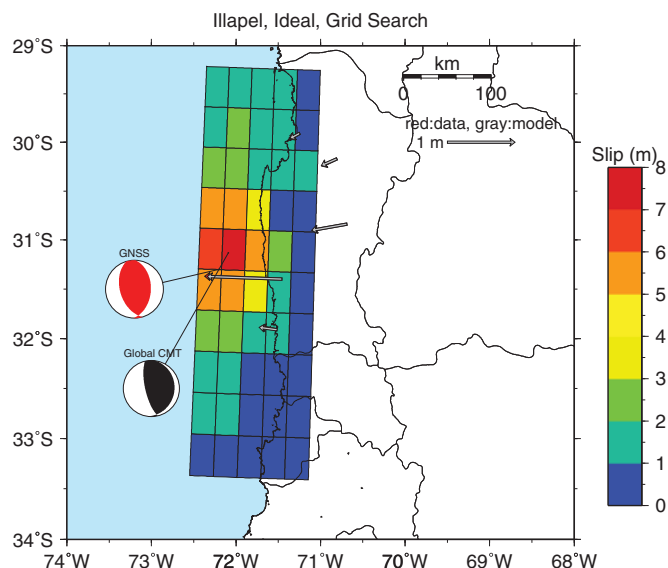 Illapel, Ideal, Grid Search
29°S
30°S
31°S
32°S
33°S
34°S
74°W
73°W
72°W
71°W
70°W
69°W
68°W
km
0
100
red:data, gray:model
1 m
GNSS
Global CMT
Slip (m)
8
7
6
5
4
3
2
1
0